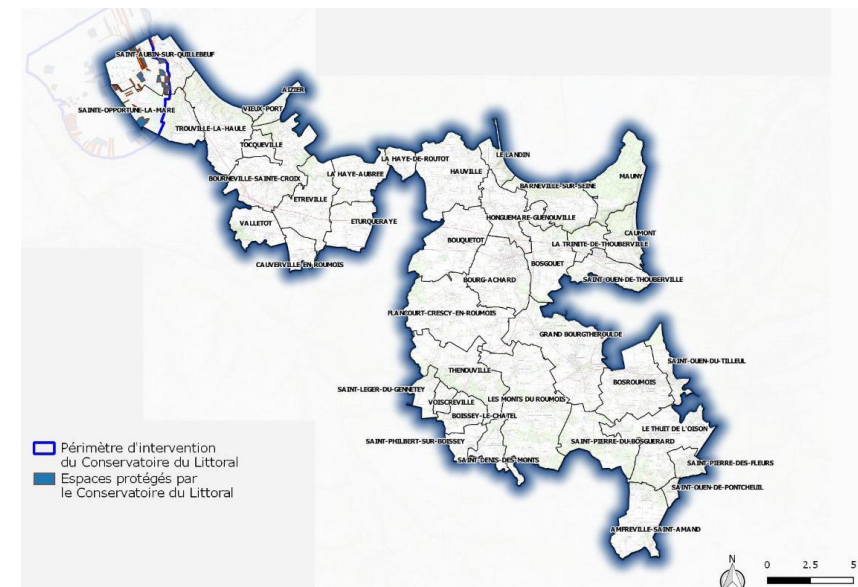 SAINT-AUBIN-SUR-QUILLEBEUF
SAINTE-OPPORTUNE-LA-MARE
AIZIER
VIEUX-PORT
TROUVILLE-LA-HAULE
TOCQUEVILLE
BOURNEVILLE-SAINTE-CROIX
LA HAYE-AUBREE
LA HAYE-DE-ROUTOT
ETREVILLE
VALLETOT
ETURQUERAYE
CAUVERVILLE-EN-ROUMOIS
HAUVILLE
LE LANDIN
BARNEVILLE-SUR-SEINE
MAUNY
HONGUEMARE-GUENOUVILLE
CAUMONT
BOUQUETOT
LA TRINITE-DE-THOUBERVILLE
BOSGOUET
SAINT-OUEN-DE-THOUBERVILLE
BOURG-ACHARD
FLANCOURT-CRESCY-EN-ROUMOIS
GRAND BOURGTHEROULDE
SAINT-OUEN-DU-TILLEUL
THENOUVILLE
BOSROUMOIS
SAINT-LEGER-DU-GENNETEY
VOISCREVILLE
LES MONTS DU ROUMOIS
BOISSEY-LE-CHATEL
LE THUIT DE L'OISON
SAINT-PHILBERT-SUR-BOISSEY
SAINT-PIERRE-DU-BOSGUERARD
SAINT-DENIS-DES-MONTS
SAINT-PIERRE-DES-FLEURS
SAINT-OUEN-DE-PONTCHEUIL
AMFREVILLE-SAINT-AMAND
Périmètre d'intervention
du Conservatoire du Littoral
Espaces protégés par
le Conservatoire du Littoral
N
0 2.5 5